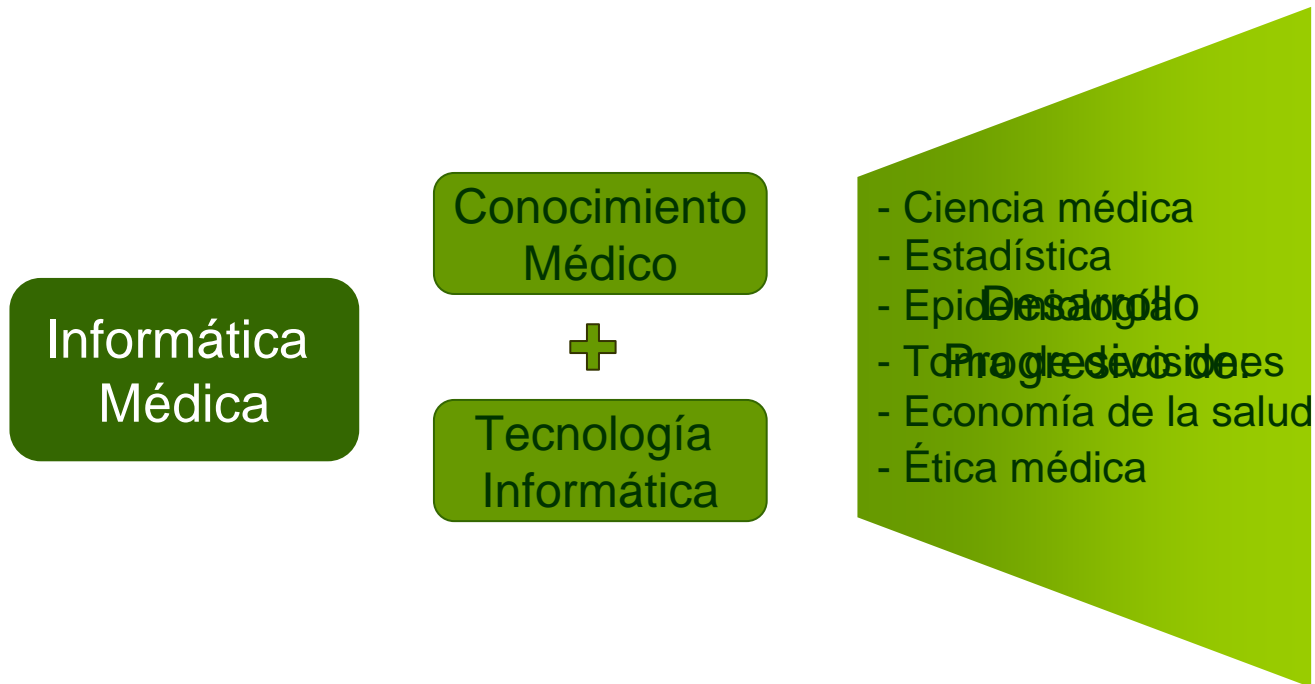 Informática
Médica
Conocimiento
Médico
Tecnología
Informática
- Ciencia médica
- Estadística
- Epidemiología
- Toma de decisiones
- Economía de la salud
- Ética médica
Desarrollo
Progresivo de: